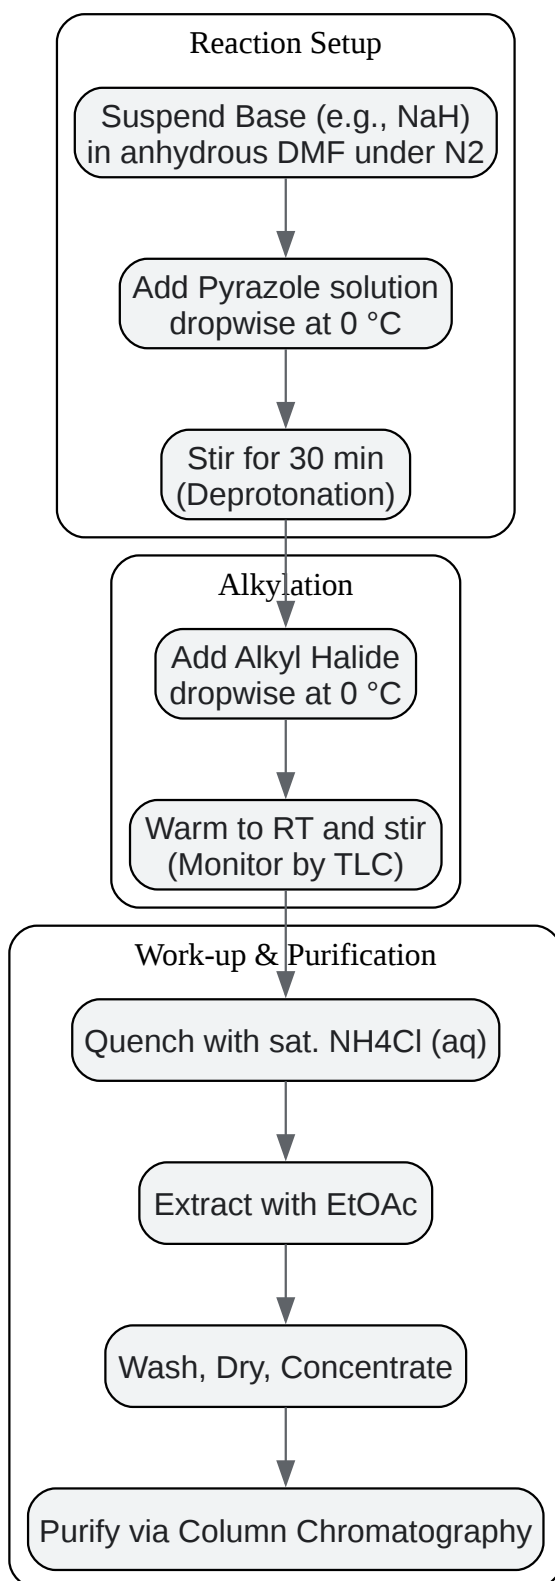 Reaction Setup
Suspend Base (e.g., NaH)
in anhydrous DMF under N2
Add Pyrazole solution
dropwise at 0 °C
Stir for 30 min
(Deprotonation)
Alkylation
Add Alkyl Halide
dropwise at 0 °C
Warm to RT and stir
(Monitor by TLC)
Work-up & Purification
Quench with sat. NH4Cl (aq)
Extract with EtOAc
Wash, Dry, Concentrate
Purify via Column Chromatography